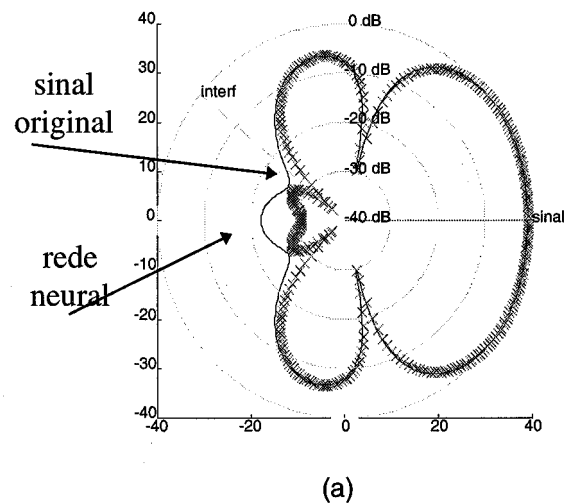 40
30
20
10
0
-10
-20
-30
-40
-40
-20
0
20
40
0 dB
-10 dB
-20 dB
-30 dB
-40 dB
interf
sinal
sinal
original
rede
neural
(a)